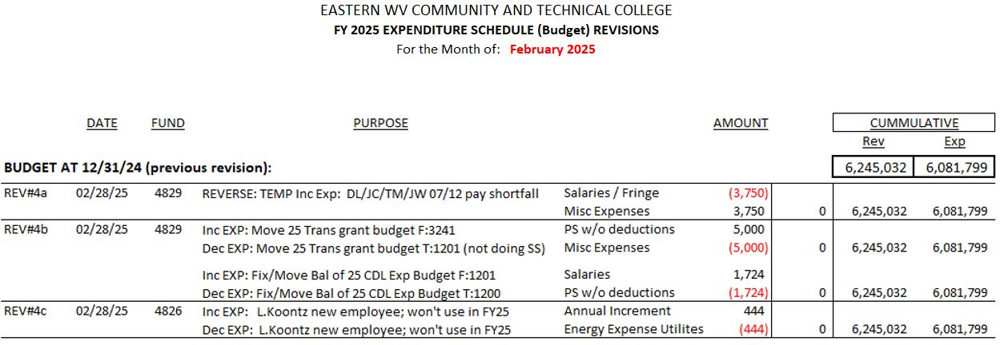 EASTERN WV COMMUNITY AND TECHNICAL COLLEGE
FY 2025 EXPENDITURE SCHEDULE (Budget) REVISIONS
For the Month of: February 2025
DATE FUND PURPOSE AMOUNT CUMMULATIVE
Rev Exp
BUDGET AT 12/31/24 (previous revision): 6,245,032 6,081,799
REV#4a 02/28/25 4829 REVERSE: TEMP Inc Exp: DL/JC/TM/JW 07/12 pay shortfall Salaries / Fringe (3,750)
Misc Expenses 3,750 0 6,245,032 6,081,799
REV#4b 02/28/25 4829 Inc EXP: Move 25 Trans grant budget F:3241 PS w/o deductions 5,000
Dec EXP: Move 25 Trans grant budget T:1201 (not doing SS) Misc Expenses (5,000) 0 6,245,032 6,081,799
Inc EXP: Fix/Move Bal of 25 CDL Exp Budget F:1201 Salaries 1,724
Dec EXP: Fix/Move Bal of 25 CDL Exp Budget T:1200 PS w/o deductions (1,724) 0 6,245,032 6,081,799
REV#4c 02/28/25 4826 Inc EXP: L.Koontz new employee; won't use in FY25 Annual Increment 444
Dec EXP: L.Koontz new employee; won't use in FY25 Energy Expense Utilites (444) 0 6,245,032 6,081,799